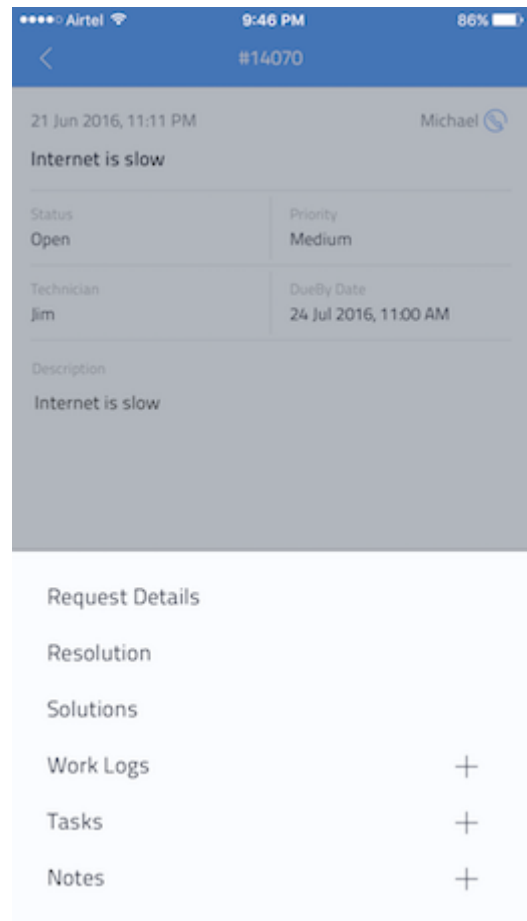 Airtel 9:46 PM 86%
#14070
21 Jun 2016, 11:11 PM Michael
Internet is slow
Status Priority
Open Medium
Technician DueBy Date
Jim 24 Jul 2016, 11:00 AM
Description
Internet is slow
Request Details
Resolution
Solutions
Work Logs +
Tasks +
Notes +